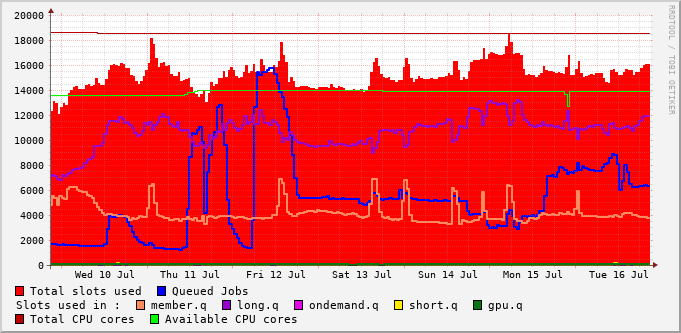 20000
18000
16000
14000
12000
10000
8000
6000
4000
2000
0
Wed 10 Jul Thu 11 Jul Fri 12 Jul Sat 13 Jul Sun 14 Jul Mon 15 Jul Tue 16 Jul
RRDTOOL / TOBI OETIKER
Total slots used Queued Jobs
Slots used in : member.q long.q ondemand.q short.q gpu.q
Total CPU cores Available CPU cores